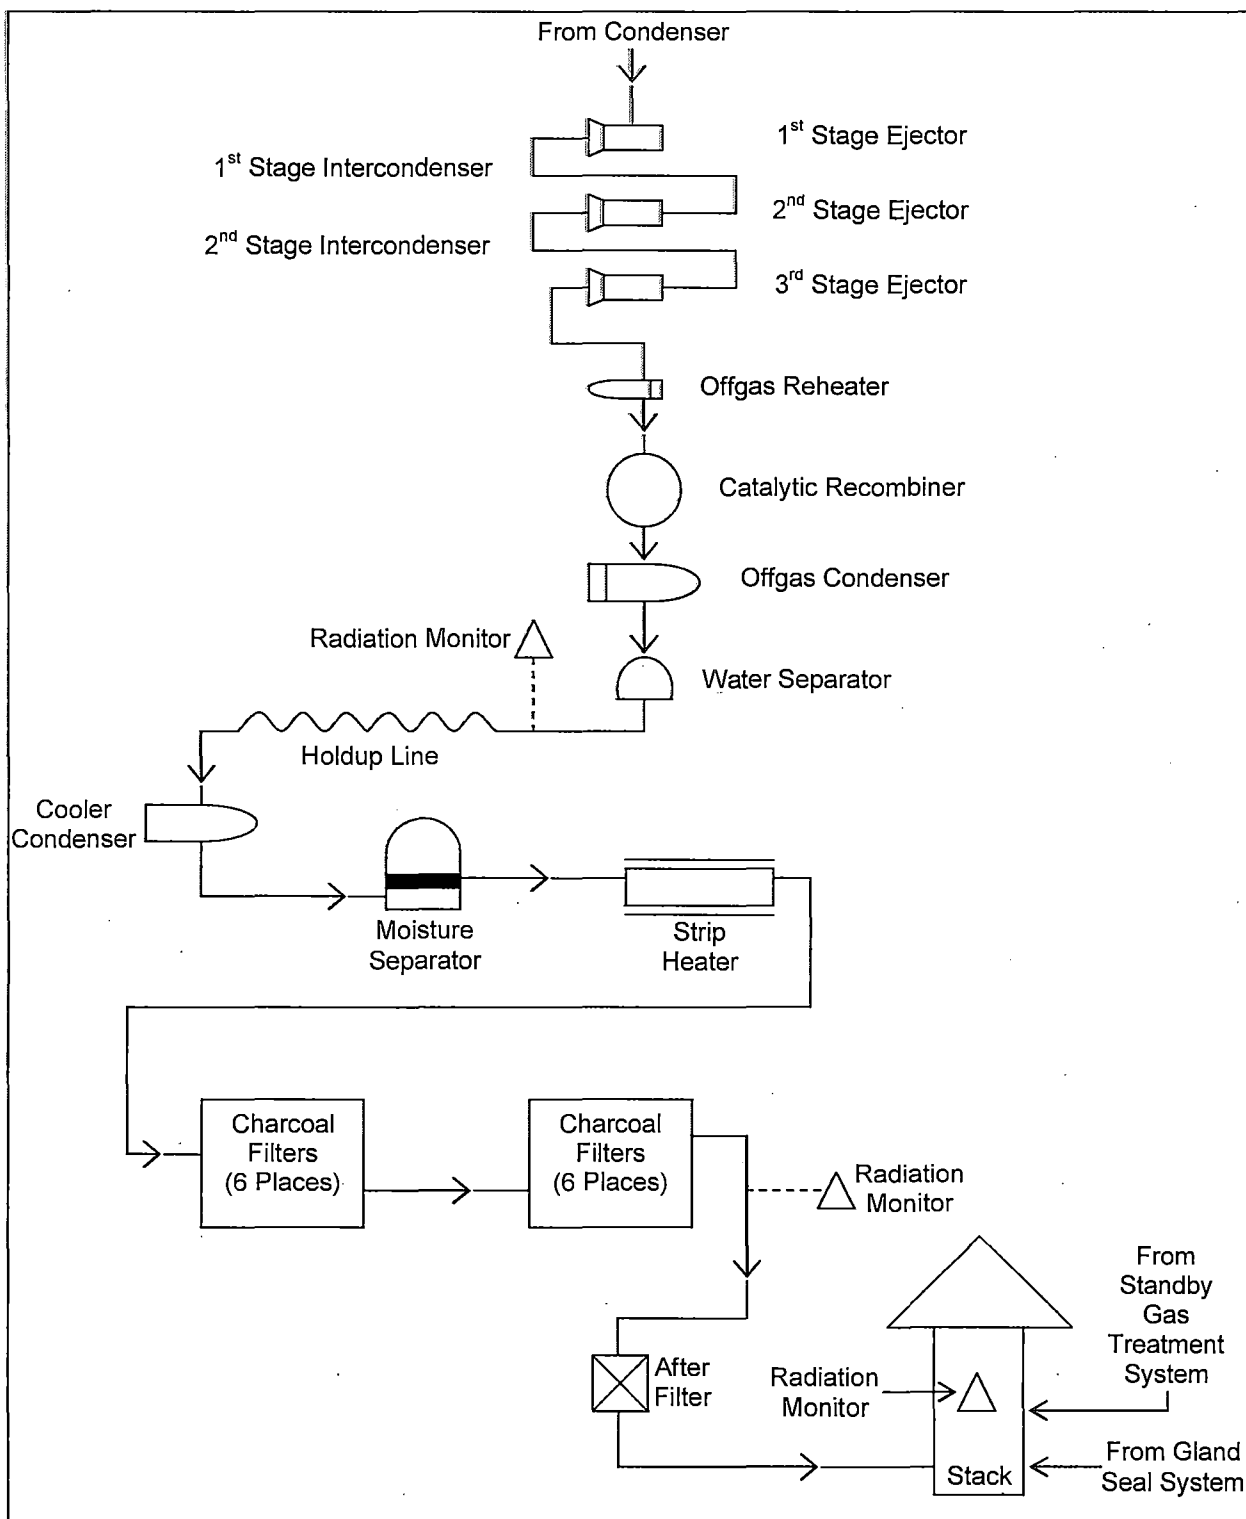 From Condenser
1st Stage Ejector
1st Stage Intercondenser
2nd Stage Ejector
2nd Stage Intercondenser
3rd Stage Ejector
Offgas Reheater
Catalytic Recombiner
Offgas Condenser
Radiation Monitor
Water Separator
Holdup Line
Cooler
Condenser
Moisture
Separator
Strip
Heater
Charcoal
Filters
(6 Places)
Charcoal
Filters
(6 Places)
Radiation
Monitor
From
Standby
Gas
Treatment
System
After
Filter
Radiation
Monitor
Stack
From Gland
Seal System